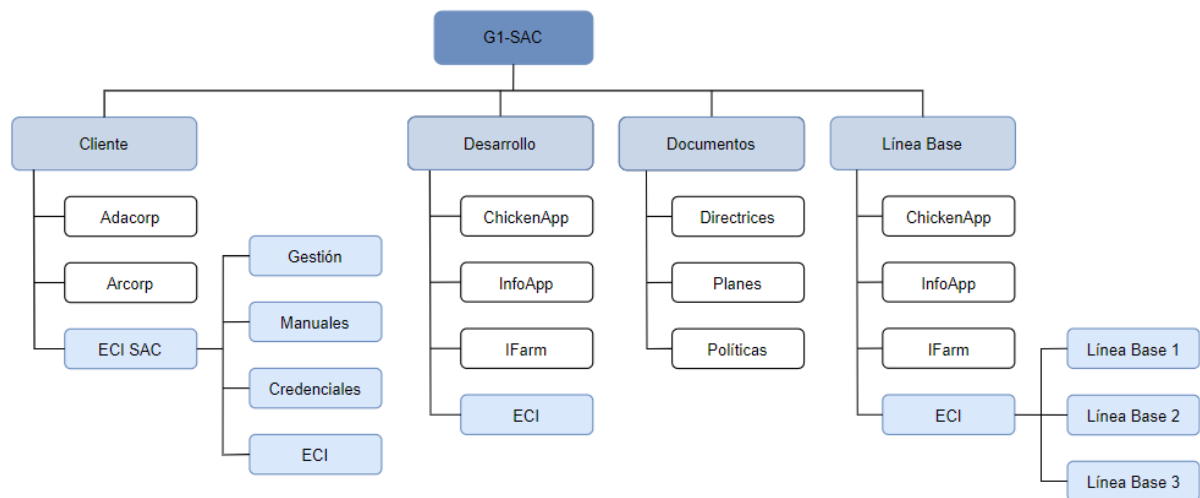 G1-SAC
Cliente
Adacorp
Arcorp
ECI SAC
Gestión
Manuales
Credenciales
ECI
Desarrollo
ChickenApp
InfoApp
IFarm
ECI
Documentos
Directrices
Planes
Políticas
Línea Base
ChickenApp
InfoApp
IFarm
ECI
Línea Base 1
Línea Base 2
Línea Base 3